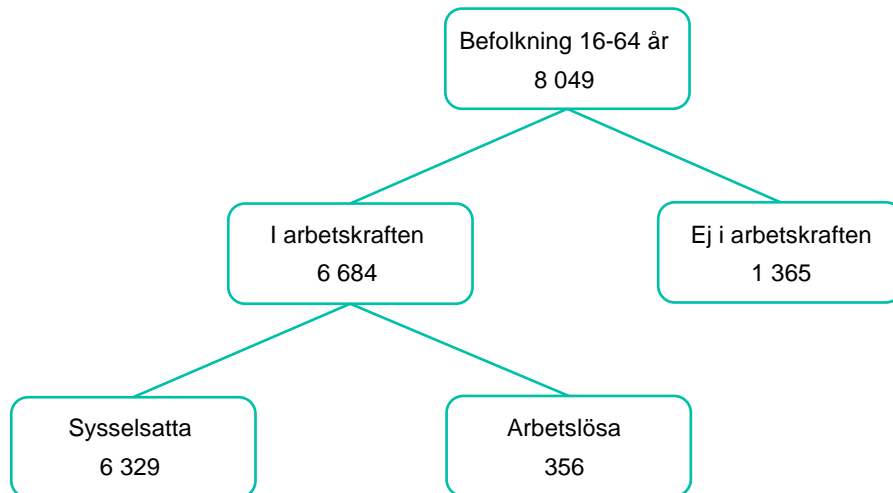 Befolkning 16-64 år
8 049
I arbetskraften
6 684
Ej i arbetskraften
1 365
Sysselsatta
6 329
Arbetslösa
356